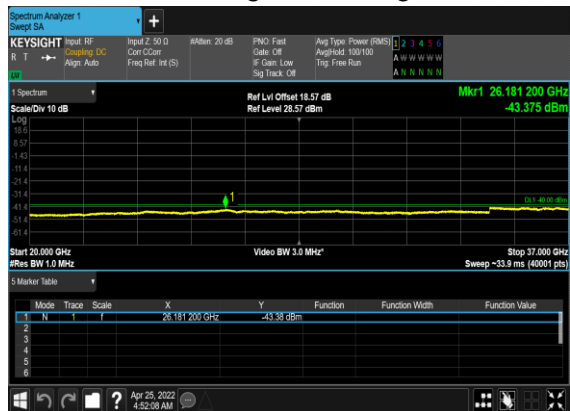 Spectrum Analyzer 1
Swept SA
KEYSIGHT Input: RF Input Z: 50 Ω #Atten: 20 dB PNO: Fast Avg Type: Power (RMS) 1 2 3 4 5 6
R T Coupling: DC Corr CCorr Gate: Off Avg|Hold: 100/100 A W W W W W
Align: Auto Freq Ref: Int (S) IF Gain: Low Trig: Free Run
Sig Track: Off A N N N N N
1 Spectrum Ref Lvl Offset 18.57 dB Mkr1 26.181 200 GHz
Scale/Div 10 dB Ref Level 28.57 dBm -43.375 dBm
Log
18.6
8.57
-1.43
-11.4
-21.4
-31.4
1
DL1 -40.00 dBm
-41.4
-51.4
-61.4
Start 20.000 GHz Video BW 3.0 MHz* Stop 37.000 GHz
#Res BW 1.0 MHz Sweep ~33.9 ms (40001 pts)
5 Marker Table
Mode Trace Scale X Y Function Function Width Function Value
1 N 1 f 26.181 200 GHz -43.38 dBm
2
3
4
5
6
Apr 25, 2022
4:52:08 AM